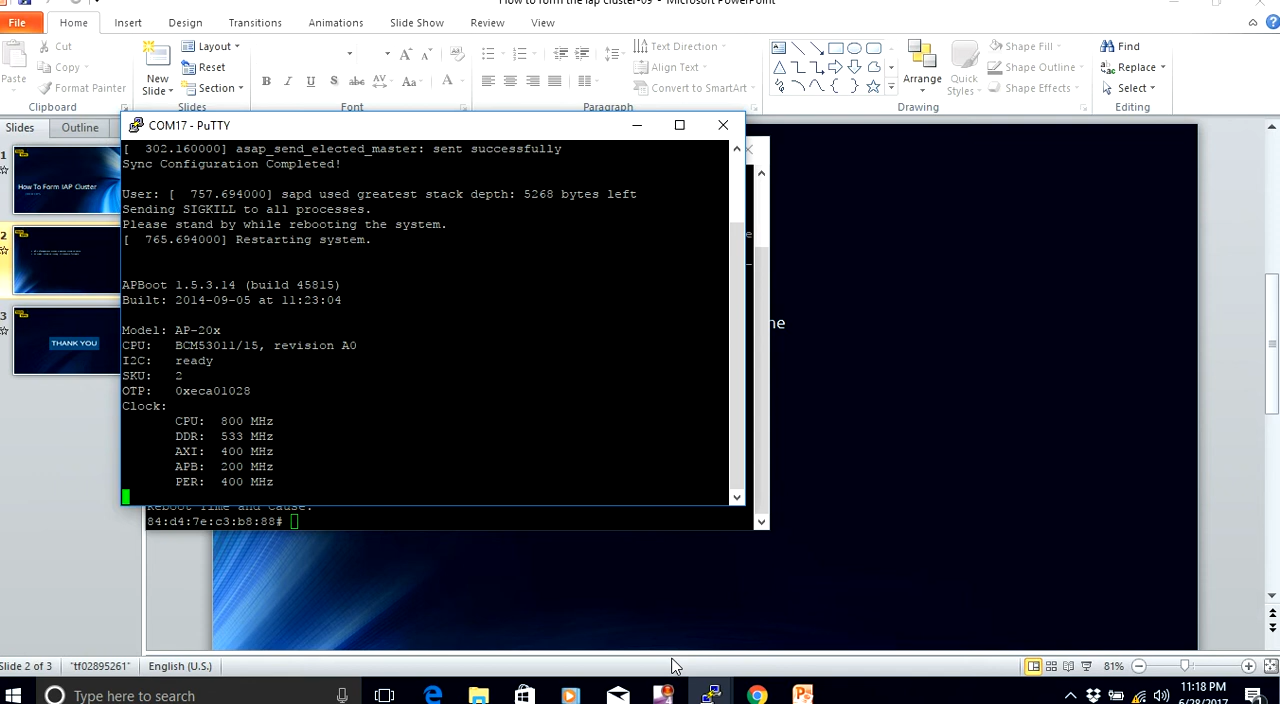 How to form the iap cluster-09 - Microsoft PowerPoint
File
Home
Insert
Design
Transitions
Animations
Slide Show
Review
View
Paste
Cut
Copy
Format Painter
Clipboard
New
Slide
Layout
Reset
Section
Slides
B I U S abc AV Aa A
Font
Text Direction
Align Text
Convert to SmartArt
Paragraph
Arrange
Quick
Styles
Shape Fill
Shape Outline
Shape Effects
Drawing
Find
Replace
Select
Editing
Slides
Outline
1
How To Form IAP Cluster
2
3
THANK YOU
COM17 - PuTTY
[  302.160000] asap_send_elected_master: sent successfully
Sync Configuration Completed!
User: [  757.694000] sapd used greatest stack depth: 5268 bytes left
Sending SIGKILL to all processes.
Please stand by while rebooting the system.
[  765.694000] Restarting system.
APBoot 1.5.3.14 (build 45815)
Built: 2014-09-05 at 11:23:04
Model: AP-20x
CPU:   BCM53011/15, revision A0
I2C:   ready
SKU:   2
OTP:   0xeca01028
Clock:
CPU:  800 MHz
DDR:  533 MHz
AXI:  400 MHz
APB:  200 MHz
PER:  400 MHz
Reboot Time and Cause:
84:d4:7e:c3:b8:88#
e
ne
Slide 2 of 3
"tf02895261"
English (U.S.)
81%
Type here to search
11:18 PM
6/28/2017